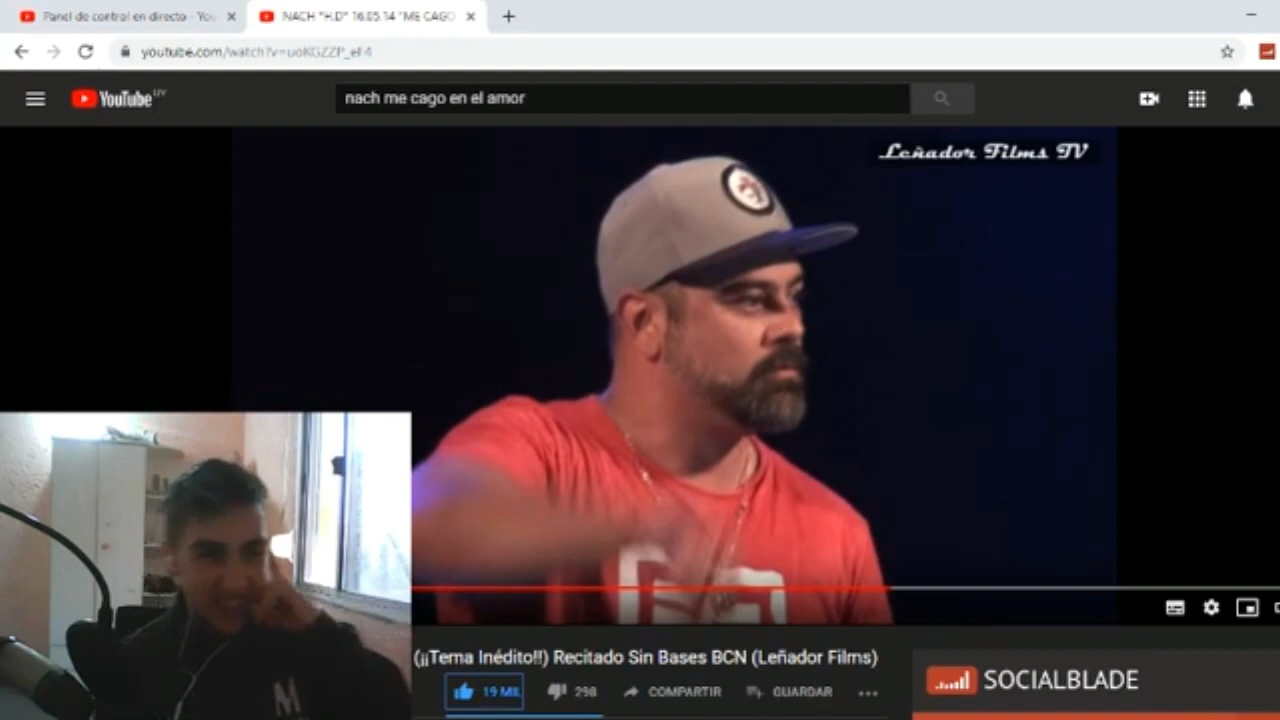 Panel de control en directo - You
NACH "H.D" 16.05.14 "ME CAGO
youtube.com/watch?v=uoKGZZP_eF4
YouTube UY
nach me cago en el amor
Leñador Films TV
(¡¡Tema Inédito!!) Recitado Sin Bases BCN (Leñador Films)
19 MIL
298
COMPARTIR
GUARDAR
SOCIALBLADE
M